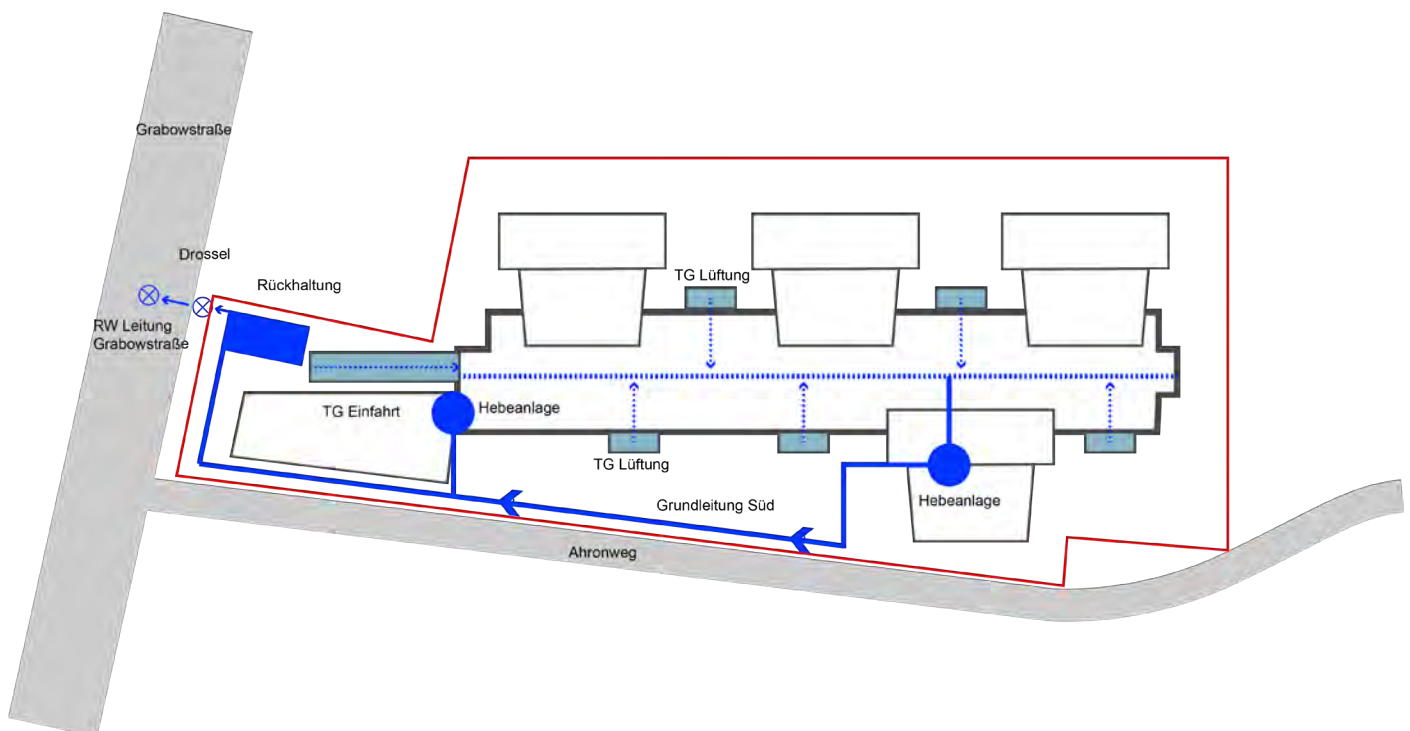 Grabowstraße
Drossel
TG Lüftung
Rückhaltung
RW Leitung
Grabowstraße
TG Einfahrt
Hebeanlage
TG Lüftung
Grundleitung Süd
Hebeanlage
Ahronweg